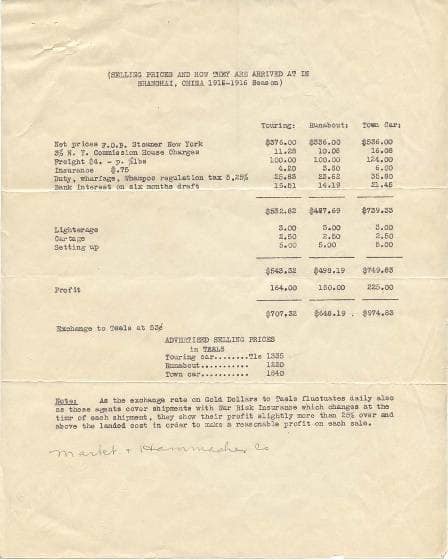 (SELLING PRICES AND HOW THEY ARE ARRIVED AT IN
SHANGHAI, CHINA 1915-1916 Season)
Touring: Runabout: Town Car:
Net prices F.O.B. Steamer New York $376.00 $336.00 $536.00
3% N. Y. Commission House Charges 11.28 10.08 16.08
Freight $4. - p. lbs 100.00 100.00 124.00
Insurance $.75 4.20 3.80 6.00
Duty, wharfage, Whampoo regulation tax 5,25% 25.83 23.62 35.80
Bank interest on six months draft 15.51 14.19 21.45
$532.82 $487.69 $739.33
Lighterage 3.00 3.00 3.00
Cartage 2.50 2.50 2.50
Setting up 5.00 5.00 5.00
$543.32 $498.19 $749.83
Profit 164.00 150.00 225.00
$707.32 $648.19 $974.83
Exchange to Taels at 53¢
ADVERTISED SELLING PRICES
in TEALS
Touring car........Tls 1335
Runabout........... 1220
Town car........... 1840
Note: As the exchange rate on Gold Dollars to Taels fluctuates daily also
as these agents cover shipments with War Risk Insurance which changes at the
time of each shipment, they show their profit slightly more than 25% over and
above the landed cost in order to make a reasonable profit on each sale.
Markt & Hammacher Co